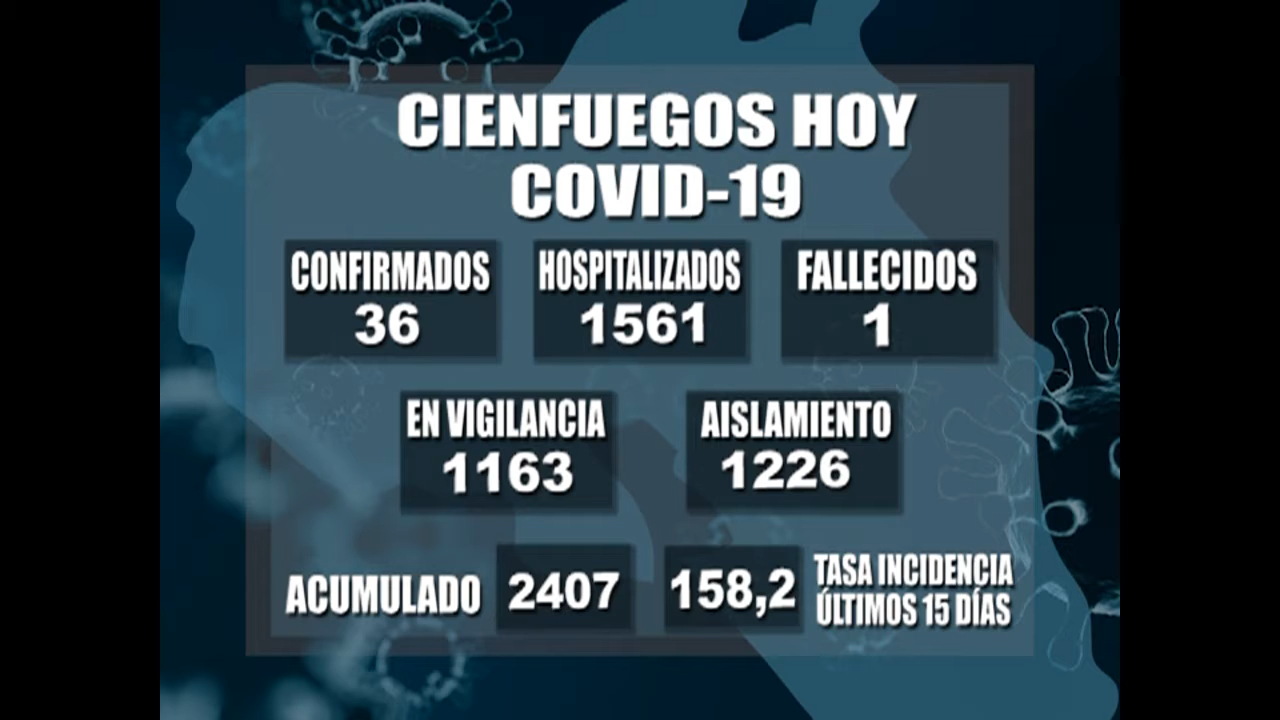 CIENFUEGOS HOY
COVID-19
CONFIRMADOS
36
HOSPITALIZADOS
1561
FALLECIDOS
1
EN VIGILANCIA
1163
AISLAMIENTO
1226
ACUMULADO 2407
158,2 TASA INCIDENCIA
ÚLTIMOS 15 DÍAS